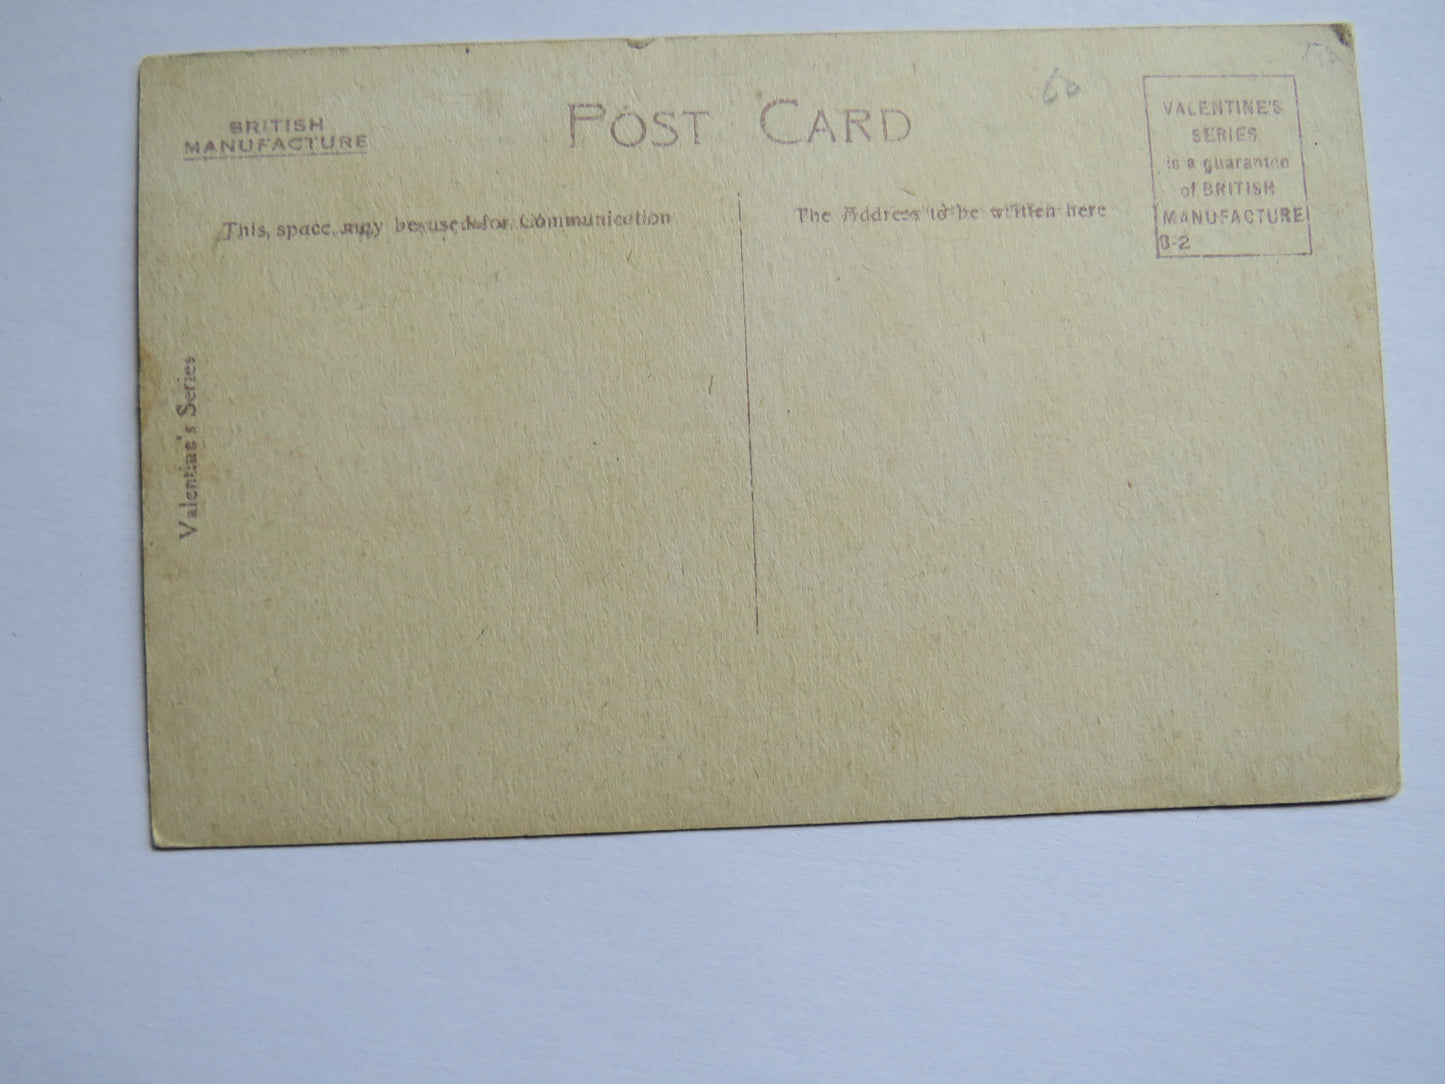 BRITISH
MANUFACTURE
POST CARD
60
VALENTINE'S
SERIES
is a guarantee
of BRITISH
MANUFACTURE
B-2
This space may be used for Communication
The Address to be written here
Valentine's Series